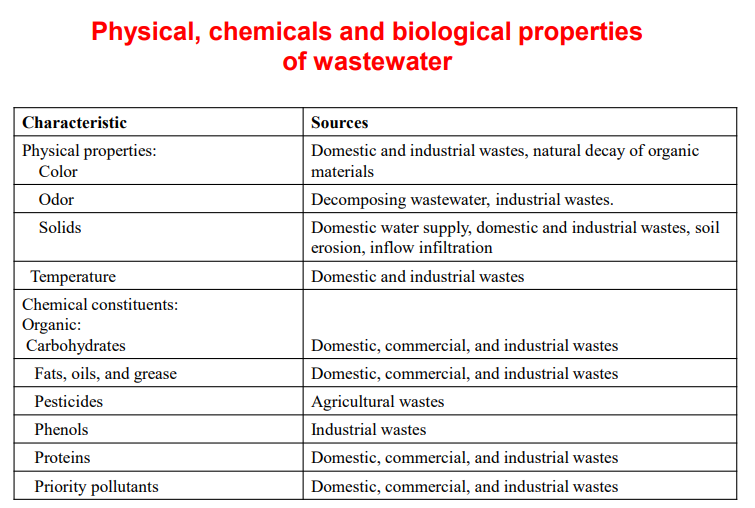 Physical, chemicals and biological properties
of wastewater
Characteristic
Sources
Physical properties:
Color
Domestic and industrial wastes, natural decay of organic
materials
Odor
Decomposing wastewater, industrial wastes.
Solids
Domestic water supply, domestic and industrial wastes, soil
erosion, inflow infiltration
Temperature
Domestic and industrial wastes
Chemical constituents:
Organic:
Carbohydrates
Domestic, commercial, and industrial wastes
Fats, oils, and grease
Domestic, commercial, and industrial wastes
Pesticides
Agricultural wastes
Phenols
Industrial wastes
Proteins
Domestic, commercial, and industrial wastes
Priority pollutants
Domestic, commercial, and industrial wastes